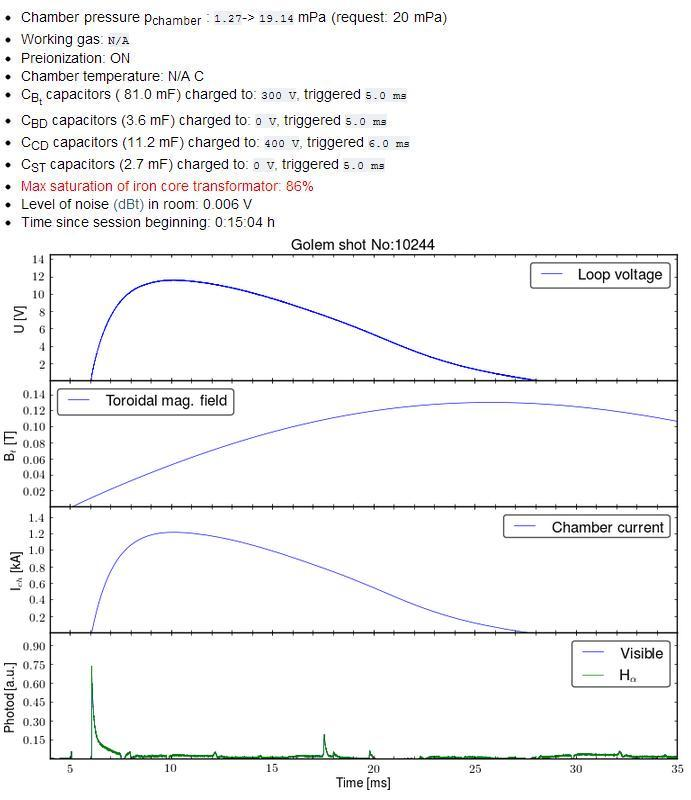 Chamber pressure pchamber : 1.27-> 19.14 mPa (request: 20 mPa)
Working gas: N/A
Preionization: ON
Chamber temperature: N/A C
CBt capacitors ( 81.0 mF) charged to: 300 V, triggered 5.0 ms
CBD capacitors (3.6 mF) charged to: 0 V, triggered 5.0 ms
CCD capacitors (11.2 mF) charged to: 400 V, triggered 6.0 ms
CST capacitors (2.7 mF) charged to: 0 V, triggered 5.0 ms
Max saturation of iron core transformator: 86%
Level of noise (dBt) in room: 0.006 V
Time since session beginning: 0:15:04 h
Golem shot No:10244
U [V]
14
12
10
8
6
4
2
Loop voltage
Bt [T]
0.14
0.12
0.10
0.08
0.06
0.04
0.02
Toroidal mag. field
Ich [kA]
1.4
1.2
1.0
0.8
0.6
0.4
0.2
Chamber current
Photod [a.u.]
0.90
0.75
0.60
0.45
0.30
0.15
Visible
Hα
5 10 15 20 25 30 35
Time [ms]